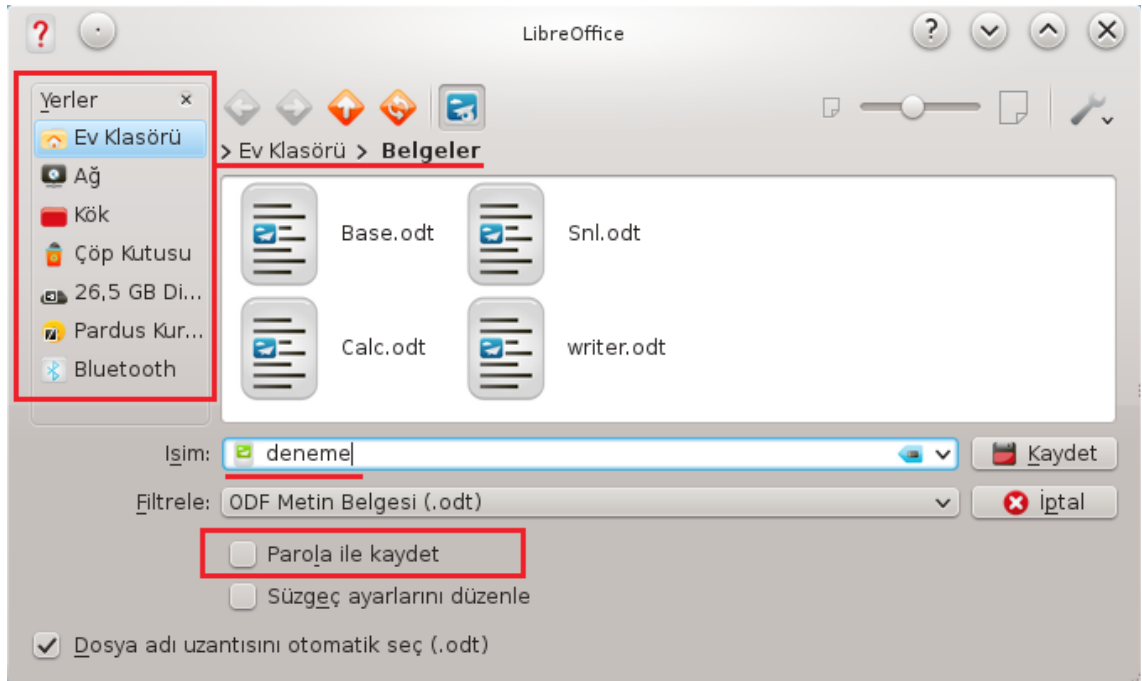 LibreOffice
Yerler
Ev Klasörü
Ağ
Kök
Çöp Kutusu
26,5 GB Di...
Pardus Kur...
Bluetooth
> Ev Klasörü > Belgeler
Base.odt
Snl.odt
Calc.odt
writer.odt
Isim: deneme
Kaydet
Filtrele: ODF Metin Belgesi (.odt)
İptal
Parola ile kaydet
Süzgeç ayarlarını düzenle
Dosya adı uzantısını otomatik seç (.odt)